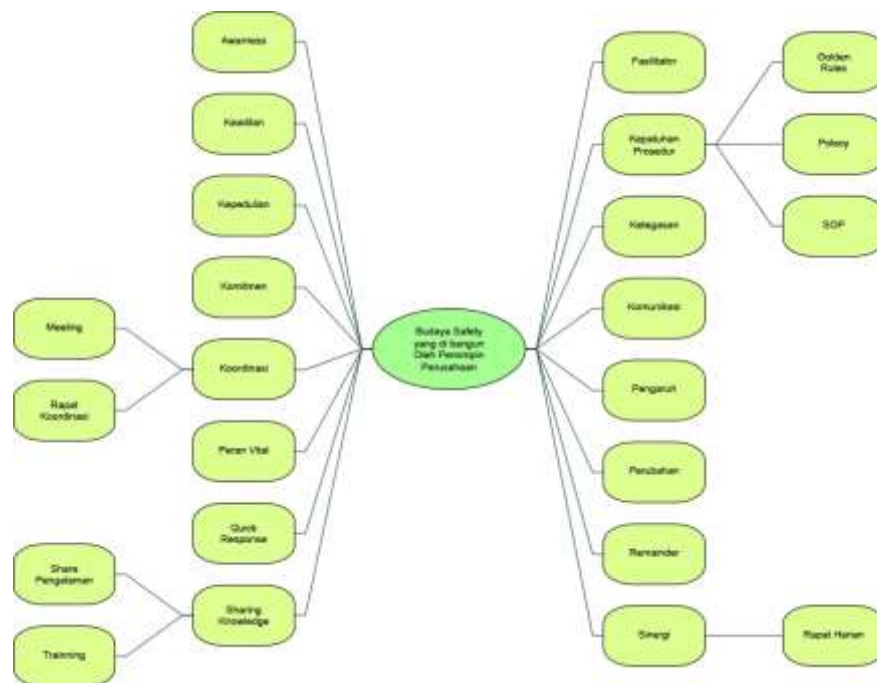 Awarness
Keadilan
Kepedulian
Komitmen
Meeting
Koordinasi
Rapat
Koordinasi
Peran Vital
Quick
Response
Share
Pengalaman
Sharing
Knowledge
Trainning
Budaya Safety
yang di bangun
Oleh Pemimpin
Perusahaan
Fasilitator
Golden
Rules
Kepatuhan
Prosedur
Policy
SOP
Ketegasan
Komunikasi
Pengaruh
Perubahan
Remainder
Sinergi
Rapat Harian